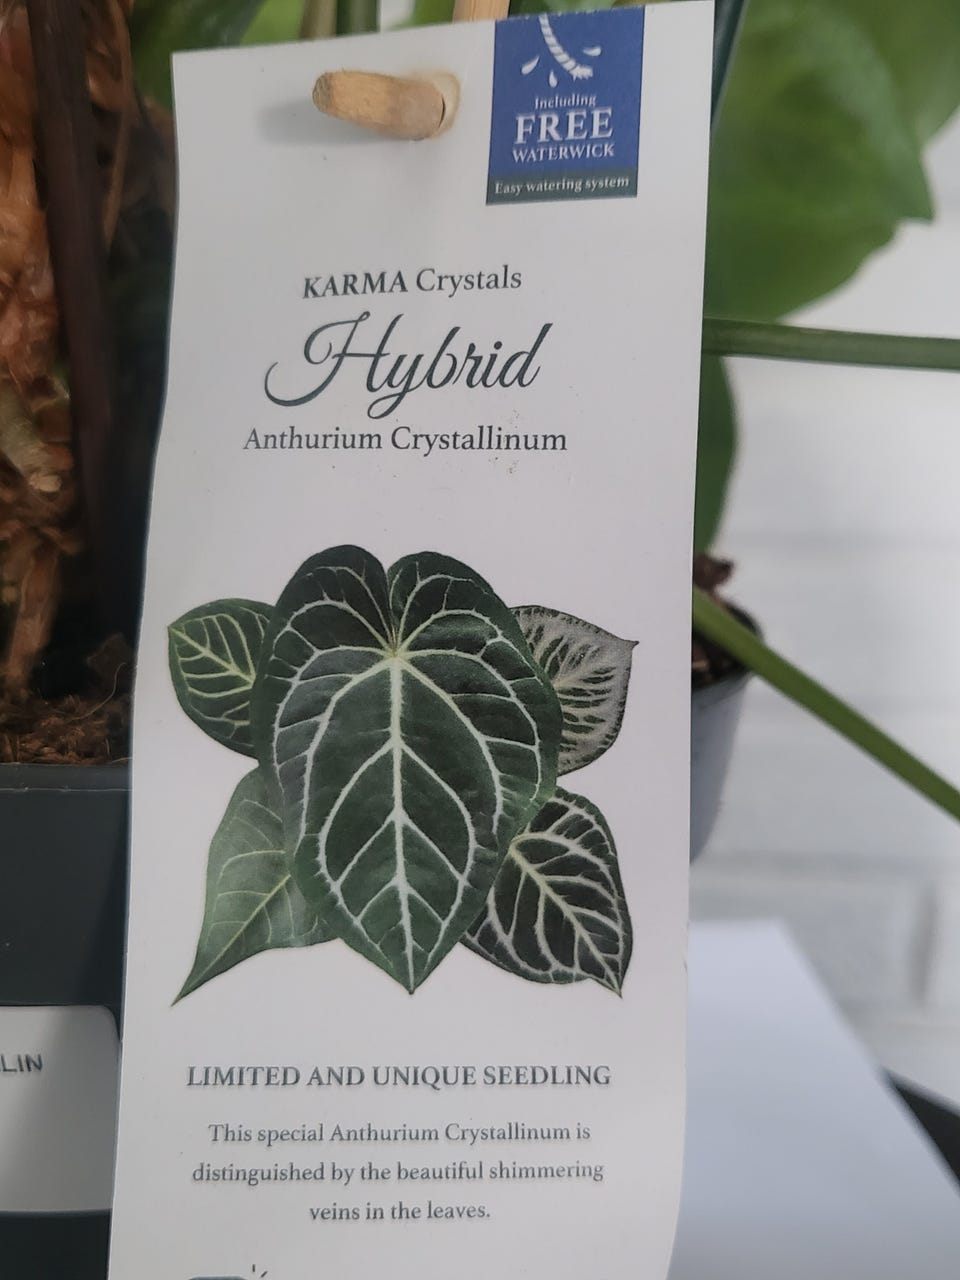 including
FREE
WATERWICK
Easy watering system
KARMA Crystals
Hybrid
Anthurium Crystallinum
LIMITED AND UNIQUE SEEDLING
This special Anthurium Crystallinum is
distinguished by the beautiful shimmering
veins in the leaves.
LIN